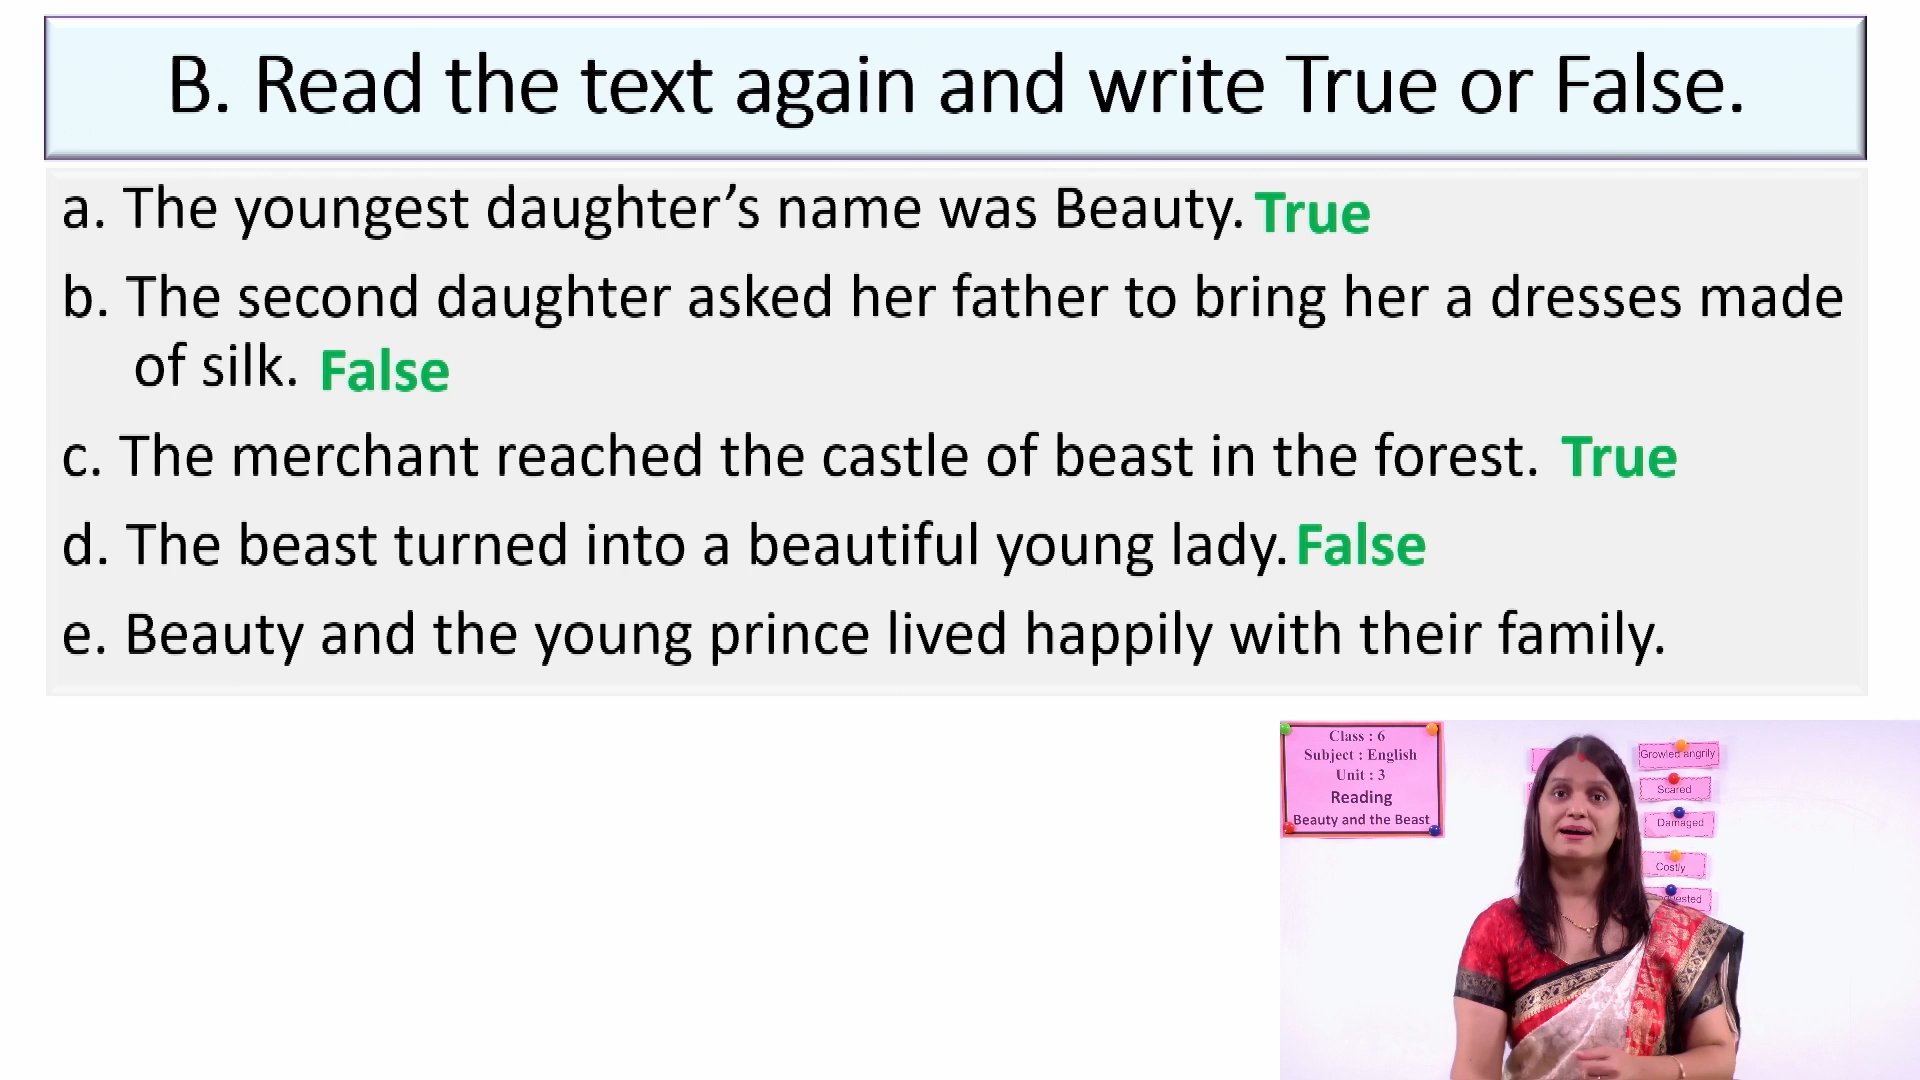 B. Read the text again and write True or False.
a. The youngest daughter’s name was Beauty. True
b. The second daughter asked her father to bring her a dresses made
of silk. False
c. The merchant reached the castle of beast in the forest. True
d. The beast turned into a beautiful young lady. False
e. Beauty and the young prince lived happily with their family.
Class : 6
Subject : English
Unit : 3
Reading
Beauty and the Beast
Growled angrily
Scared
Damaged
Costly